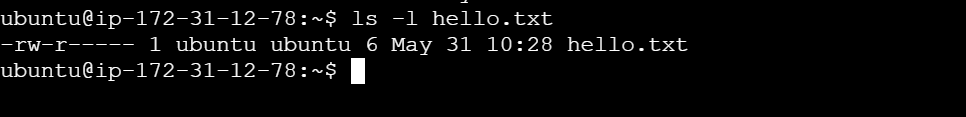 ubuntu@ip-172-31-12-78:~$ ls -l hello.txt
-rw-r----- 1 ubuntu ubuntu 6 May 31 10:28 hello.txt
ubuntu@ip-172-31-12-78:~$